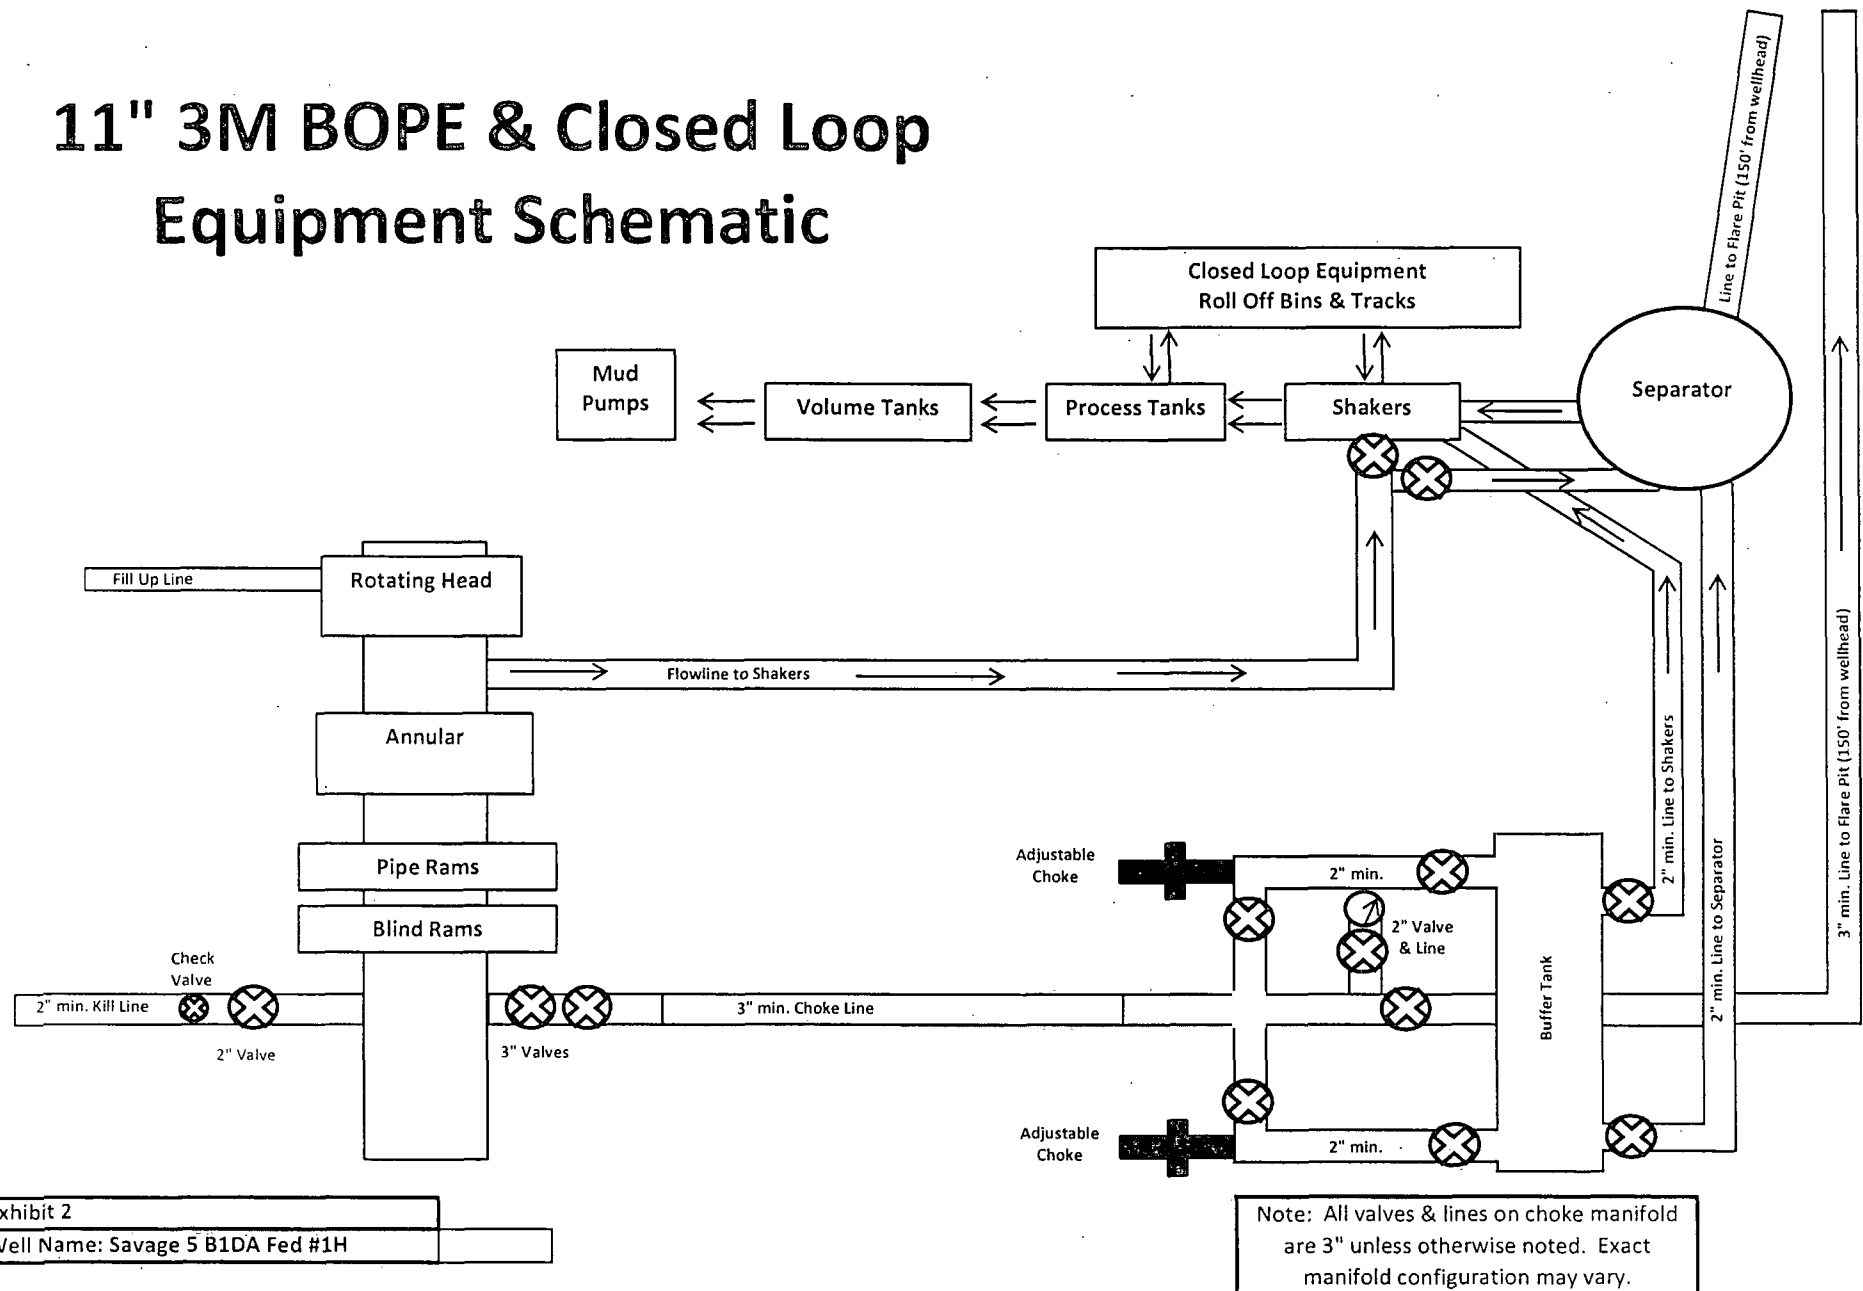 11" 3M BOPE & Closed Loop
Equipment Schematic
Line to Flare Pit (150' from wellhead)
Closed Loop Equipment
Roll Off Bins & Tracks
Mud
Pumps
Volume Tanks
Process Tanks
Shakers
Separator
Fill Up Line
Rotating Head
Flowline to Shakers
Annular
Pipe Rams
Blind Rams
Check
Valve
2" min. Kill Line
2" Valve
3" Valves
3" min. Choke Line
Adjustable
Choke
2" min.
2" Valve
& Line
Buffer Tank
2" min. Line to Shakers
2" min. Line to Separator
3" min. Line to Flare Pit (150' from wellhead)
Adjustable
Choke
2" min.
xhibit 2
Well Name: Savage 5 B1DA Fed #1H
Note: All valves & lines on choke manifold
are 3" unless otherwise noted. Exact
manifold configuration may vary.